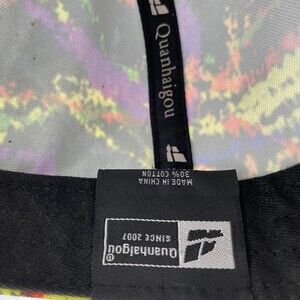 Quanhaigou
MADE IN CHINA
30% COTTON
Quanhaigou®
SINCE 2007